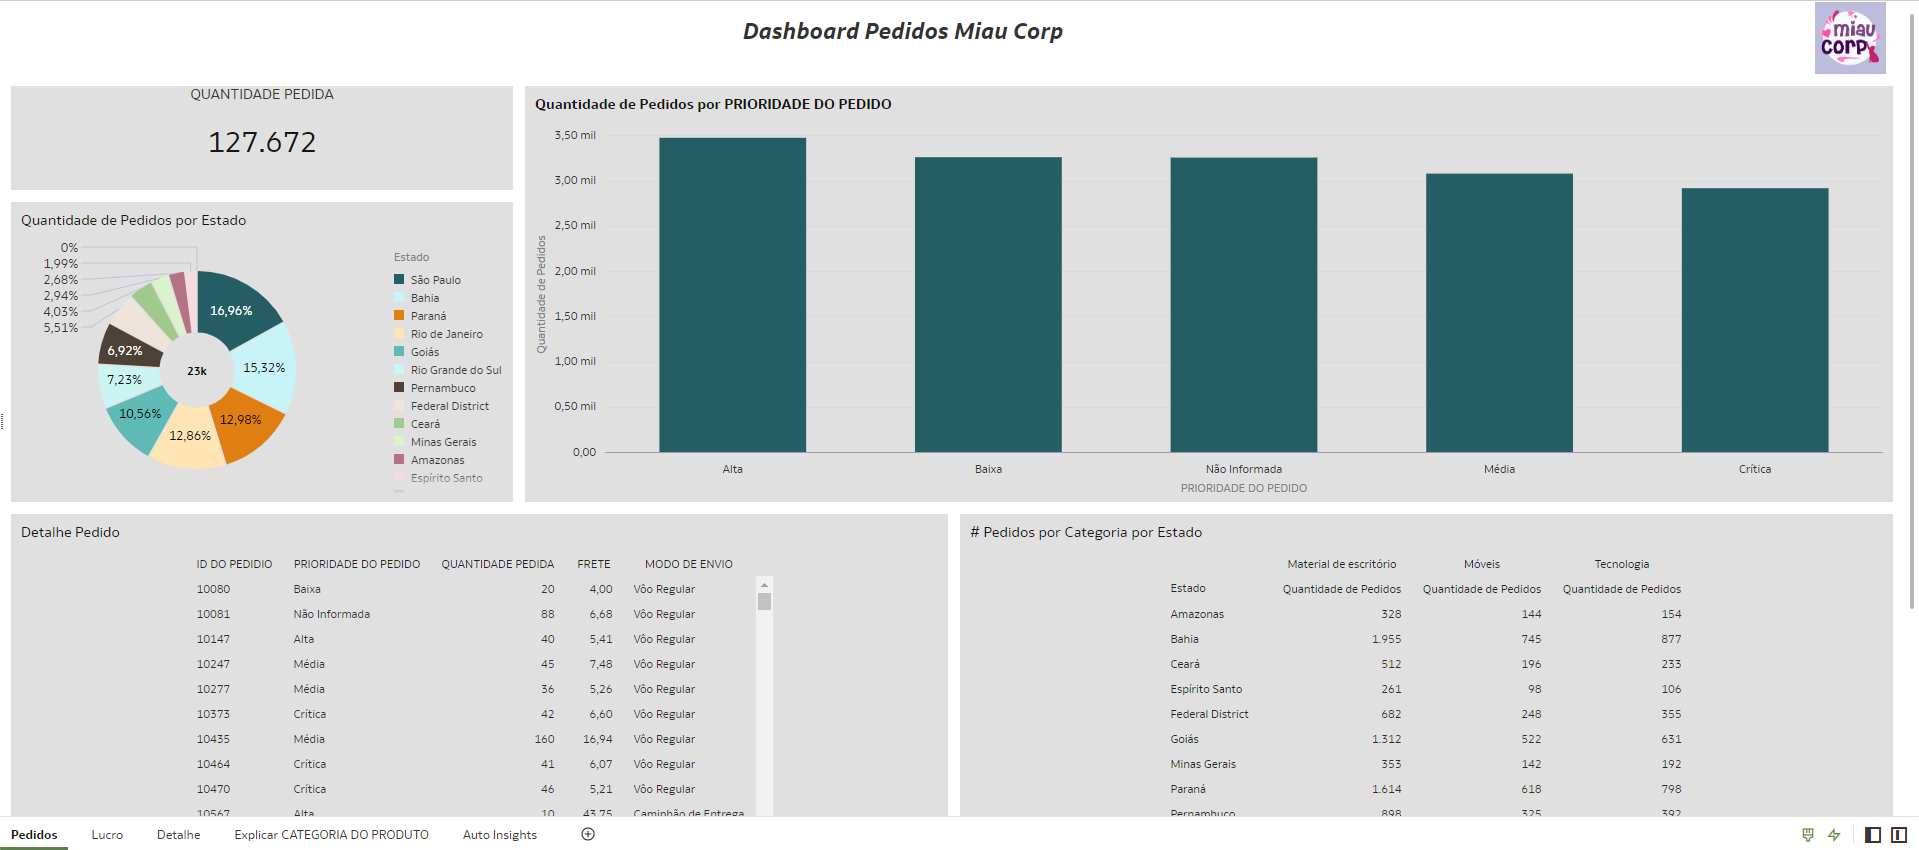 Dashboard Pedidos Miau Corp
miau
corp
QUANTIDADE PEDIDA
127.672
Quantidade de Pedidos por Estado
0%
1,99%
2,68%
2,94%
4,03%
5,51%
6,92%
7,23%
10,56%
12,86%
12,98%
15,32%
16,96%
23k
Estado
São Paulo
Bahia
Paraná
Rio de Janeiro
Goiás
Rio Grande do Sul
Pernambuco
Federal District
Ceará
Minas Gerais
Amazonas
Espírito Santo
Quantidade de Pedidos por PRIORIDADE DO PEDIDO
Quantidade de Pedidos
3,50 mil
3,00 mil
2,50 mil
2,00 mil
1,50 mil
1,00 mil
0,50 mil
0,00
Alta Baixa Não Informada Média Crítica
PRIORIDADE DO PEDIDO
Detalhe Pedido
ID DO PEDIDIO PRIORIDADE DO PEDIDO QUANTIDADE PEDIDA FRETE MODO DE ENVIO
10080 Baixa 20 4,00 Vôo Regular
10081 Não Informada 88 6,68 Vôo Regular
10147 Alta 40 5,41 Vôo Regular
10247 Média 45 7,48 Vôo Regular
10277 Média 36 5,26 Vôo Regular
10373 Crítica 42 6,60 Vôo Regular
10435 Média 160 16,94 Vôo Regular
10464 Crítica 41 6,07 Vôo Regular
10470 Crítica 46 5,21 Vôo Regular
10567 Alta 10 43,75 Caminhão de Entrega
# Pedidos por Categoria por Estado
Material de escritório Móveis Tecnologia
Estado Quantidade de Pedidos Quantidade de Pedidos Quantidade de Pedidos
Amazonas 328 144 154
Bahia 1.955 745 877
Ceará 512 196 233
Espírito Santo 261 98 106
Federal District 682 248 355
Goiás 1.312 522 631
Minas Gerais 353 142 192
Paraná 1.614 618 798
Pernambuco 898 325 392
Pedidos Lucro Detalhe Explicar CATEGORIA DO PRODUTO Auto Insights